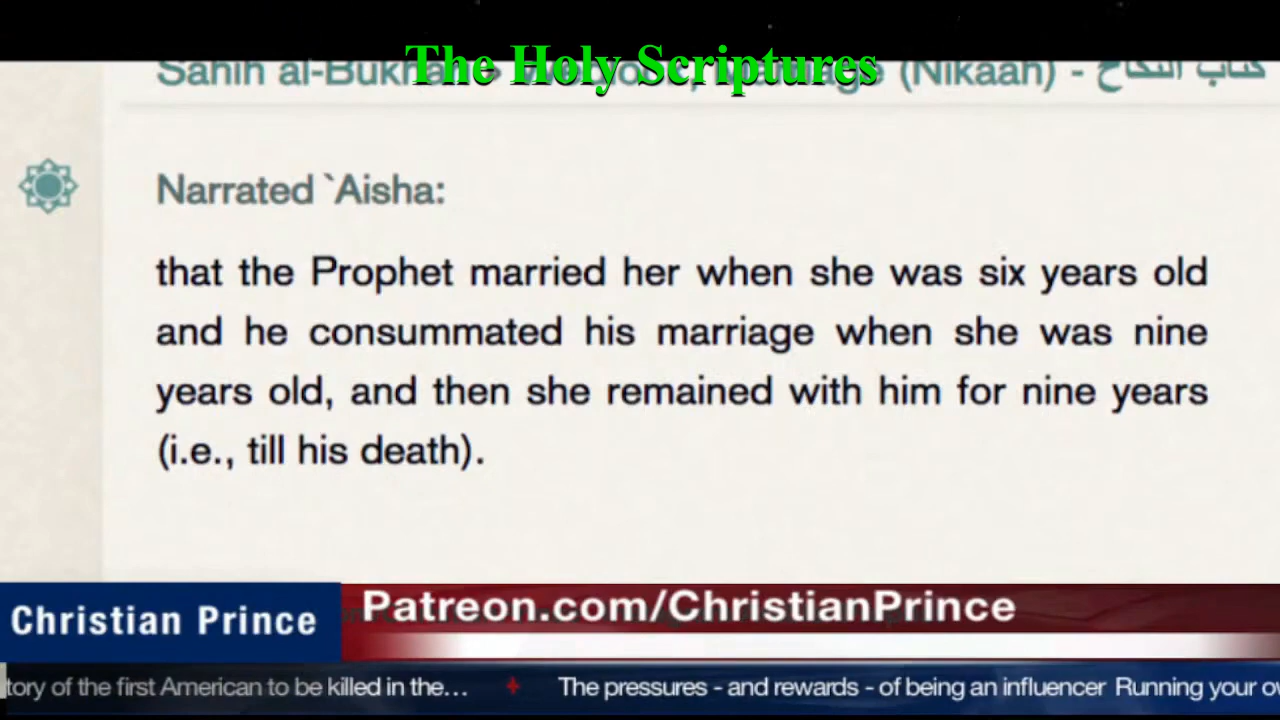 The Holy Scriptures
Sahih al-Bukhari (Nikaah) - كتاب النكاح
Narrated `Aisha:
that the Prophet married her when she was six years old
and he consummated his marriage when she was nine
years old, and then she remained with him for nine years
(i.e., till his death).
Christian Prince
Patreon.com/ChristianPrince
tory of the first American to be killed in the...
The pressures - and rewards - of being an influencer Running your ow